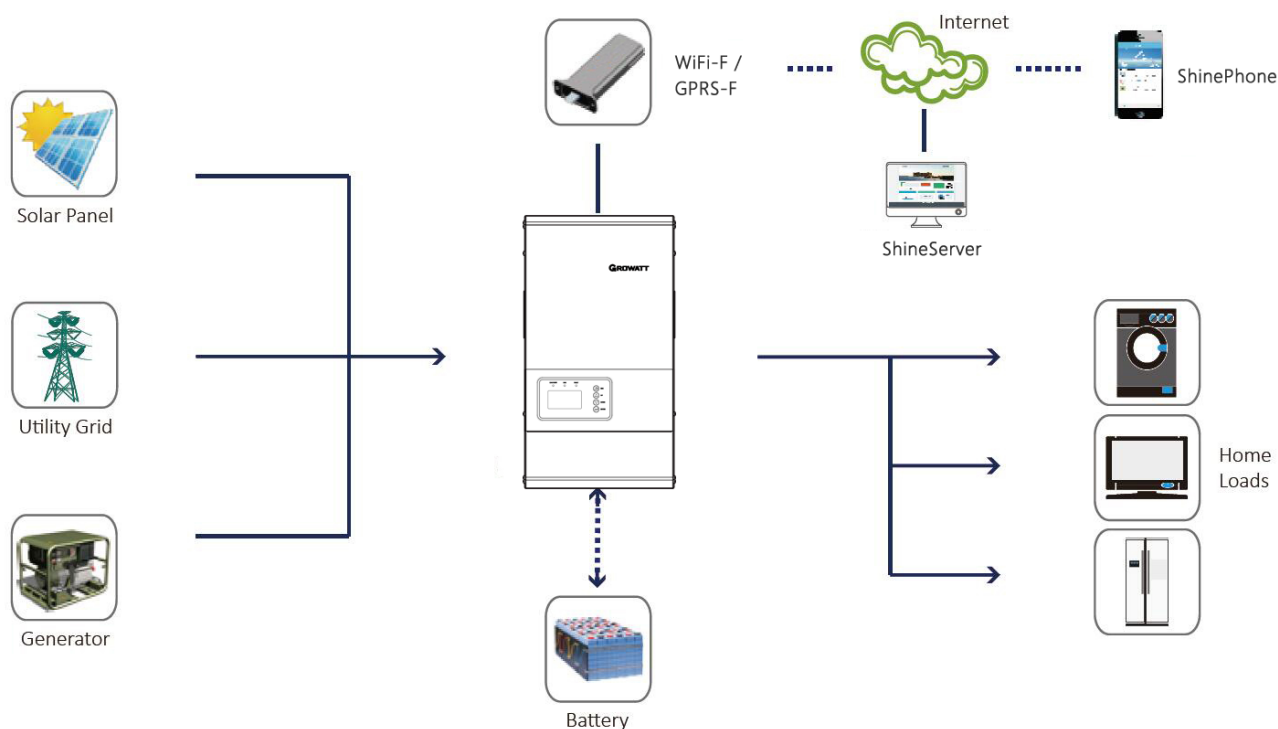 Internet
WiFi-F /
GPRS-F
ShinePhone
Solar Panel
ShineServer
GROWATT
Utility Grid
Home
Loads
Generator
Battery